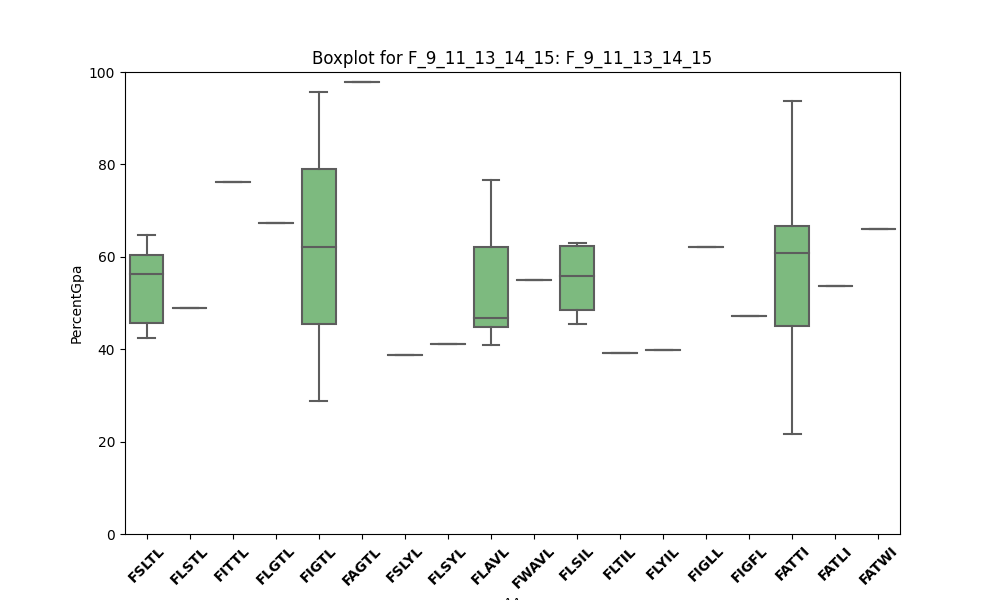 Boxplot for F_9_11_13_14_15: F_9_11_13_14_15
PercentGpa
100
80
60
40
20
0
FSLTL
FLSTL
FITTL
FLGTL
FIGTL
FAGTL
FSLYL
FLSYL
FLAVL
FWAVL
FLSIL
FLTIL
FLYIL
FIGLL
FIGFL
FATTI
FATLI
FATWI